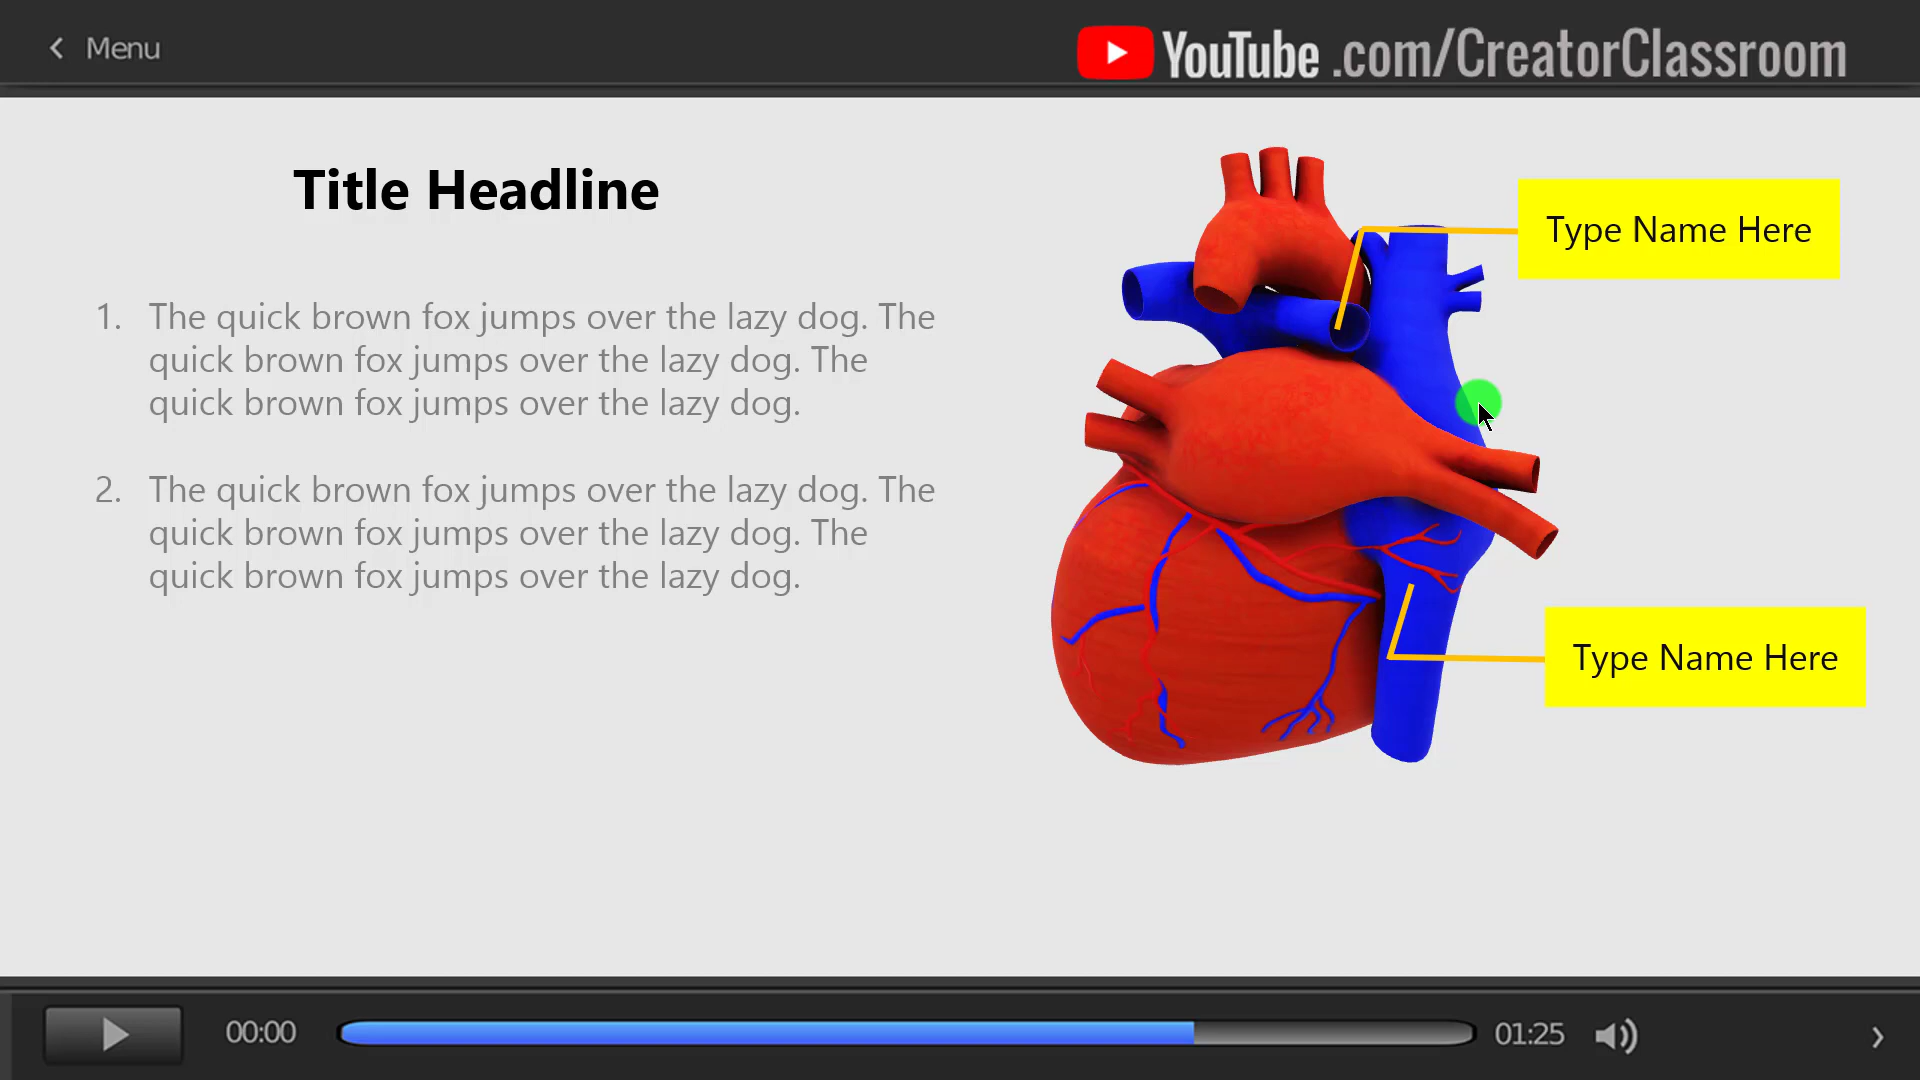 Menu
YouTube .com/CreatorClassroom
Title Headline
1. The quick brown fox jumps over the lazy dog. The
quick brown fox jumps over the lazy dog. The
quick brown fox jumps over the lazy dog.
2. The quick brown fox jumps over the lazy dog. The
quick brown fox jumps over the lazy dog. The
quick brown fox jumps over the lazy dog.
Type Name Here
Type Name Here
00:00
01:25